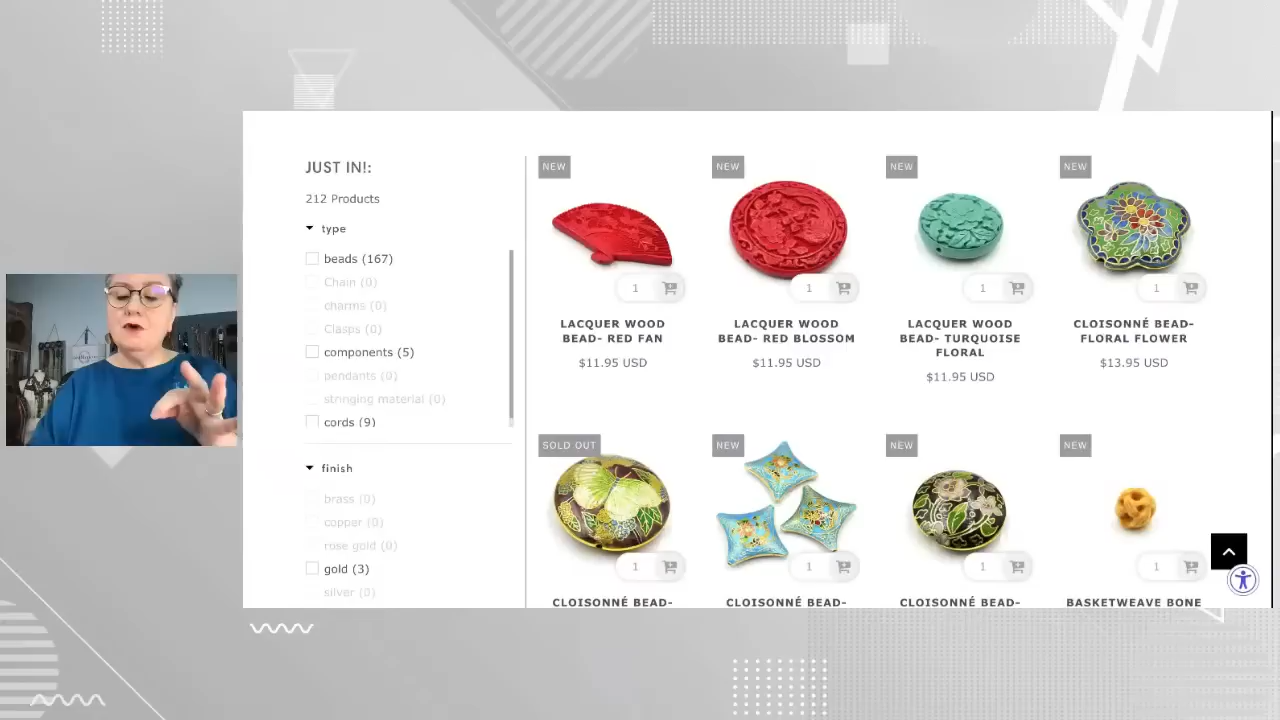 JUST IN!:
212 Products
type
beads (167)
Chain (0)
charms (0)
Clasps (0)
components (5)
pendants (0)
stringing material (0)
cords (9)
finish
brass (0)
copper (0)
rose gold (0)
gold (3)
silver (0)
NEW
1
LACQUER WOOD
BEAD- RED FAN
$11.95 USD
NEW
1
LACQUER WOOD
BEAD- RED BLOSSOM
$11.95 USD
NEW
1
LACQUER WOOD
BEAD- TURQUOISE
FLORAL
$11.95 USD
NEW
1
CLOISONNÉ BEAD-
FLORAL FLOWER
$13.95 USD
SOLD OUT
1
CLOISONNÉ BEAD-
NEW
1
CLOISONNÉ BEAD-
NEW
1
CLOISONNÉ BEAD-
NEW
1
BASKETWEAVE BONE